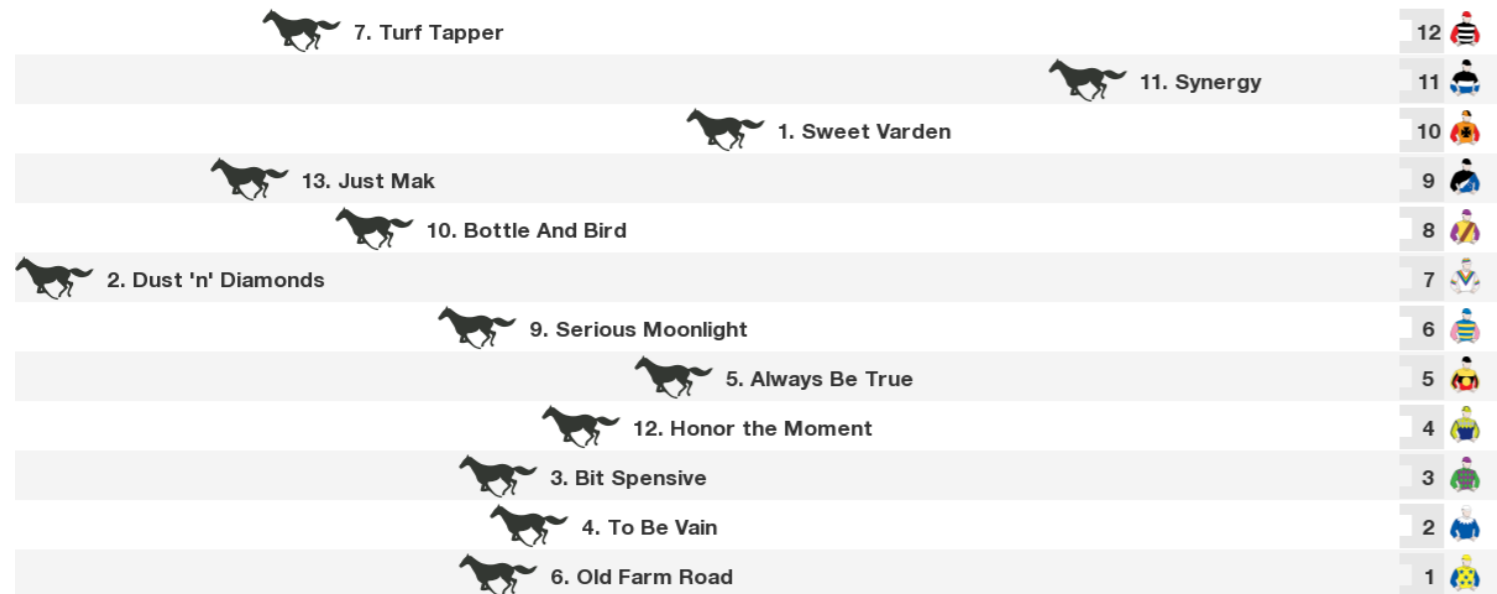 7. Turf Tapper 12
11. Synergy 11
1. Sweet Varden 10
13. Just Mak 9
10. Bottle And Bird 8
2. Dust 'n' Diamonds 7
9. Serious Moonlight 6
5. Always Be True 5
12. Honor the Moment 4
3. Bit Spensive 3
4. To Be Vain 2
6. Old Farm Road 1